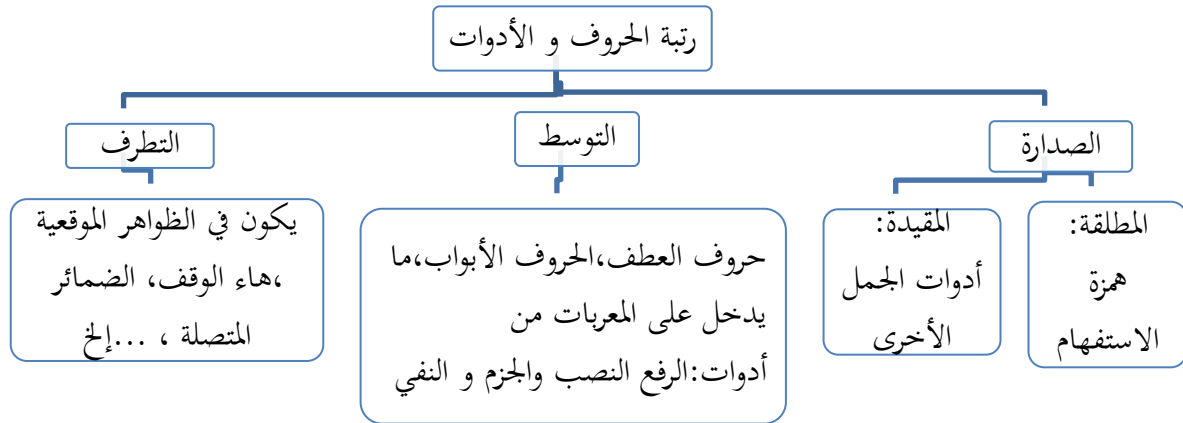 رتبة الحروف و الأدوات
الصدارة
التوسط
التطرف
المطلقة:
همزة
الاستفهام
المقيدة:
أدوات الجمل
الأخرى
حروف العطف،الحروف الأبواب،ما
يدخل على المعربات من
أدوات:الرفع النصب والجزم و النفي
يكون في الظواهر الموقعية
،هاء الوقف، الضمائر
المتصلة ، ...إلخ